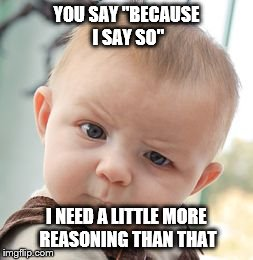 YOU SAY "BECAUSE
I SAY SO"
I NEED A LITTLE MORE
REASONING THAN THAT
imgflip.com